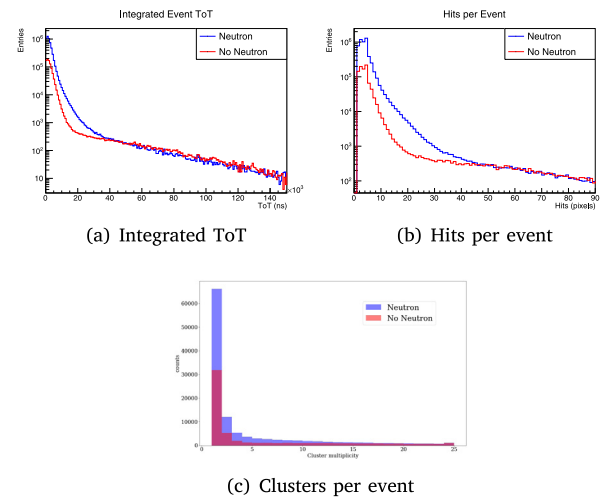 Integrated Event ToT
Entries
Neutron
No Neutron
10⁶
10⁵
10⁴
10³
10²
10
0 20 40 60 80 100 120 140
×10³
ToT (ns)
(a) Integrated ToT
Hits per Event
Entries
Neutron
No Neutron
10⁶
10⁵
10⁴
10³
10²
0 10 20 30 40 50 60 70 80 90
Hits (pixels)
(b) Hits per event
Neutron
No Neutron
counts
60000
50000
40000
30000
20000
10000
0
0 5 10 15 20 25
Cluster multiplicity
(c) Clusters per event